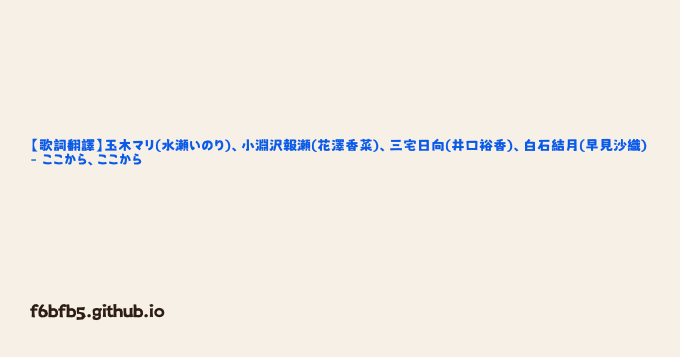 【歌詞翻譯】玉木マリ(水瀬いのり)、小淵沢報瀬(花澤香菜)、三宅日向(井口裕香)、白石結月(早見沙織)
- ここから、ここから
f6bfb5.github.io